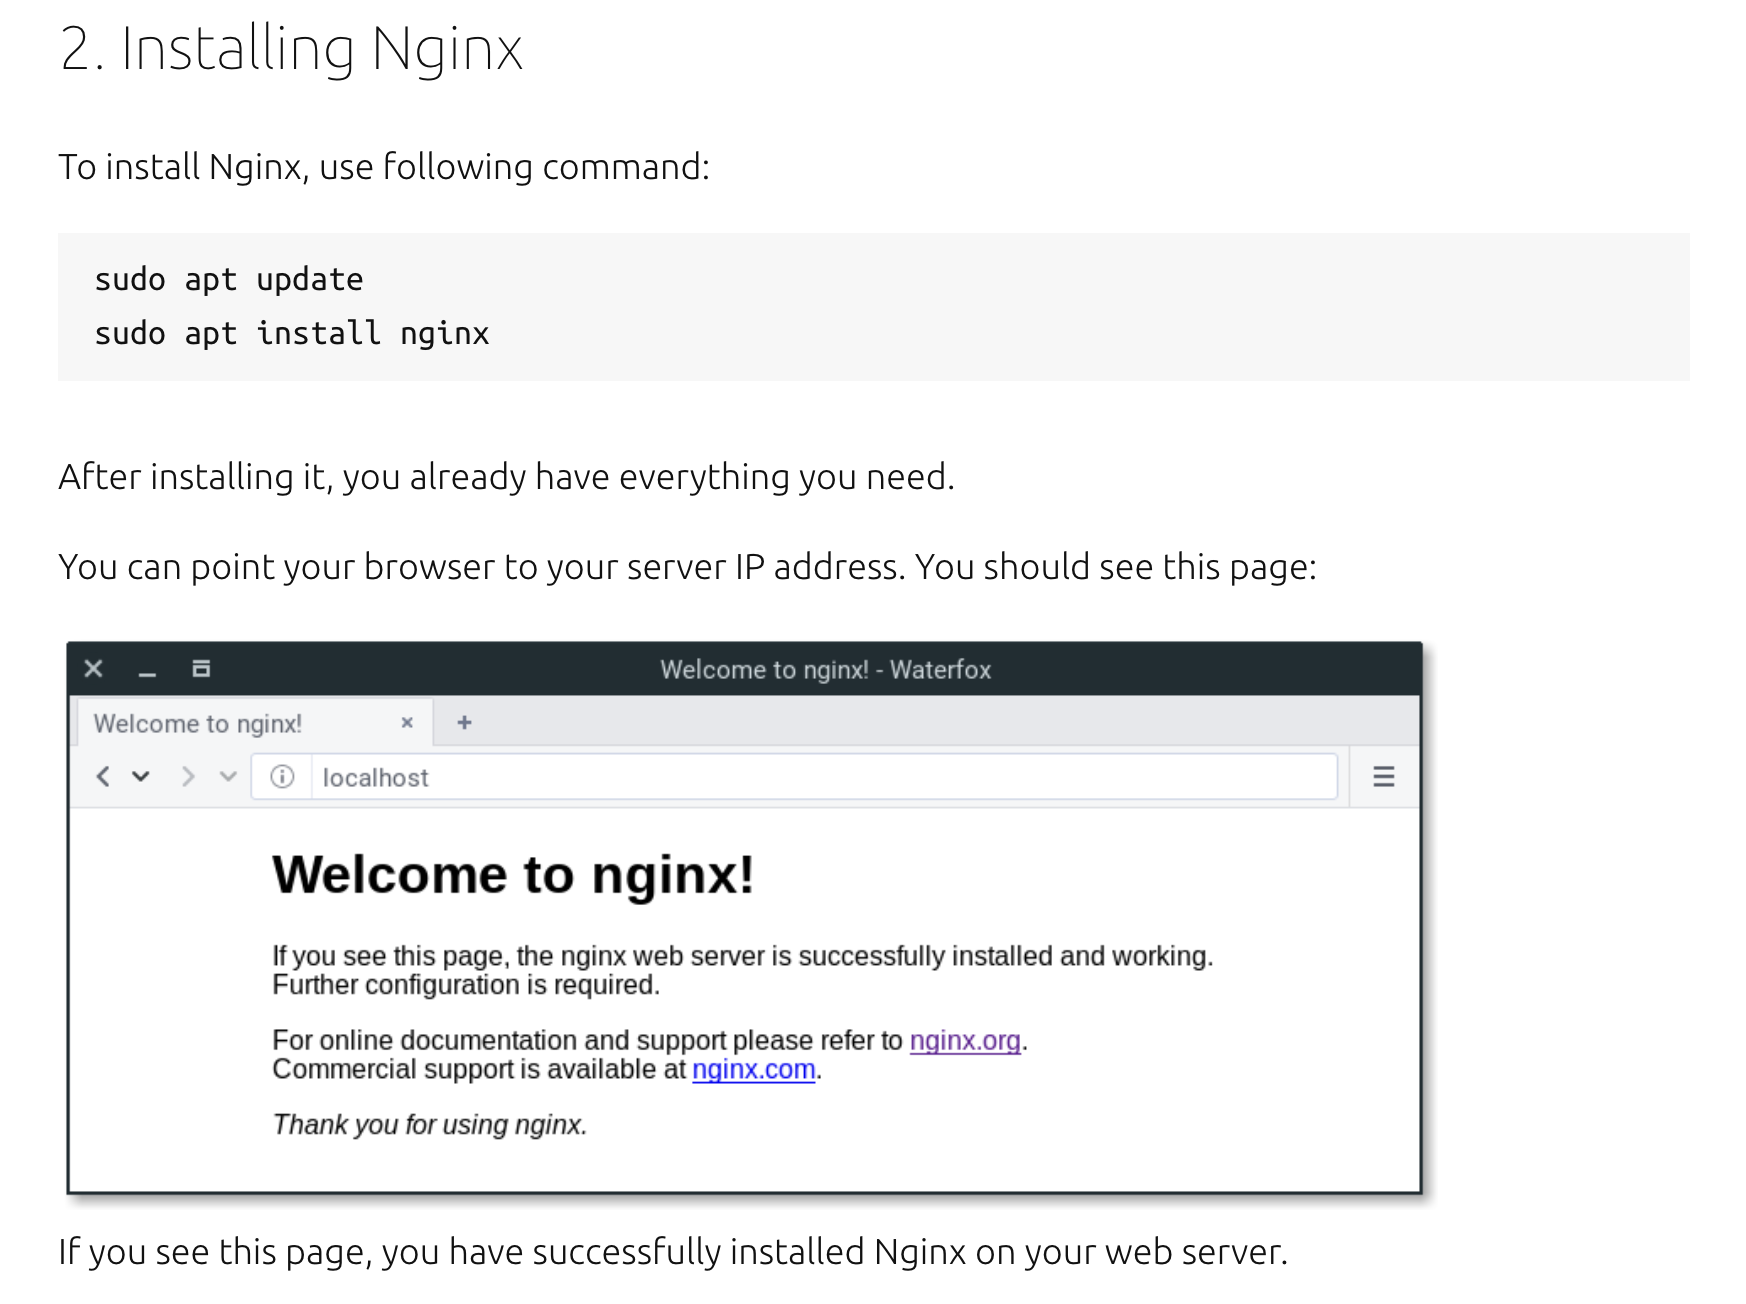 2. Installing Nginx
To install Nginx, use following command:
sudo apt update
sudo apt install nginx
After installing it, you already have everything you need.
You can point your browser to your server IP address. You should see this page:
Welcome to nginx! - Waterfox
Welcome to nginx!
localhost
Welcome to nginx!
If you see this page, the nginx web server is successfully installed and working.
Further configuration is required.
For online documentation and support please refer to nginx.org.
Commercial support is available at nginx.com.
Thank you for using nginx.
If you see this page, you have successfully installed Nginx on your web server.